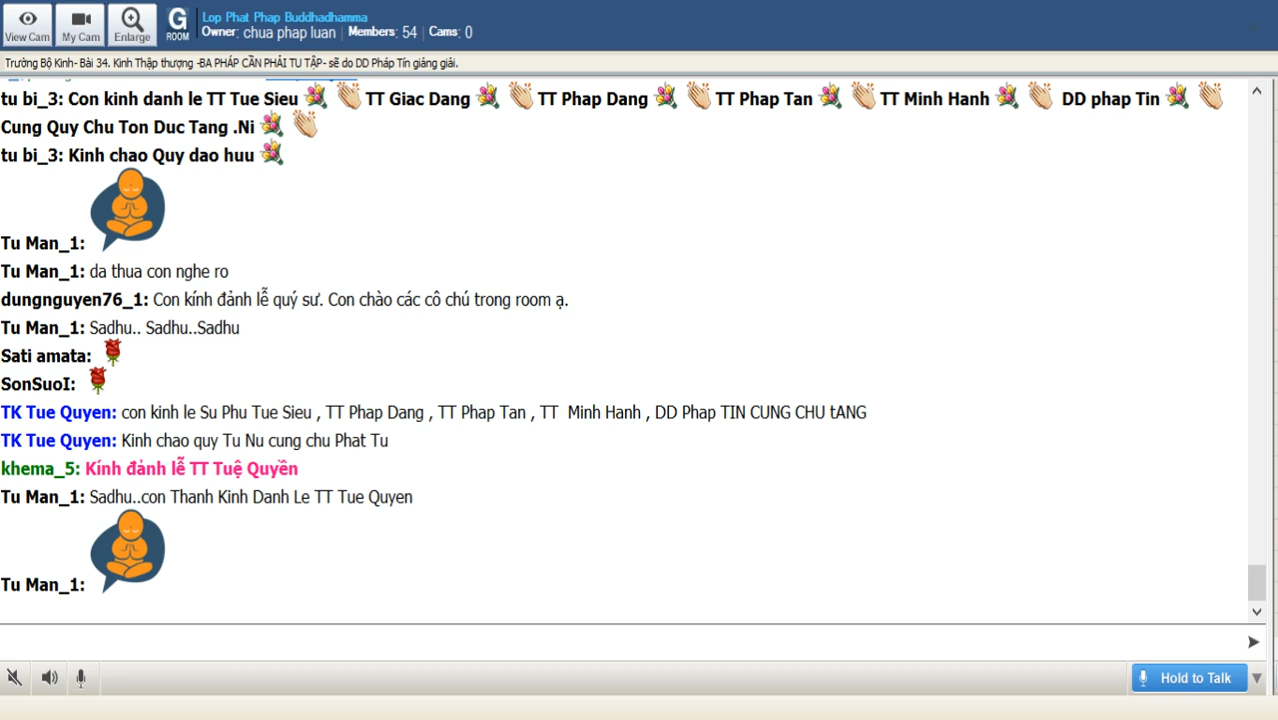 Lop Phat Phap Buddhadhamma
Owner: chua phap luan | Members: 54 | Cams: 0
View Cam
My Cam
Enlarge
G
ROOM
Trường Bộ Kinh- Bài 34. Kinh Thập thượng -BA PHÁP CẦN PHẢI TU TẬP- sẽ do DD Pháp Tín giảng giải.
tu bi_3: Con kinh danh le TT Tue Sieu TT Giac Dang TT Phap Dang TT Phap Tan TT Minh Hanh DD phap Tin
Cung Quy Chu Ton Duc Tang .Ni
tu bi_3: Kinh chao Quy dao huu
Tu Man_1:
Tu Man_1: da thua con nghe ro
dungnguyen76_1: Con kính đảnh lễ quý sư. Con chào các cô chú trong room ạ.
Tu Man_1: Sadhu.. Sadhu..Sadhu
Sati amata:
SonSuoI:
TK Tue Quyen: con kinh le Su Phu Tue Sieu , TT Phap Dang , TT Phap Tan , TT Minh Hanh , DD Phap TIN CUNG CHU tANG
TK Tue Quyen: Kinh chao quy Tu Nu cung chu Phat Tu
khema_5: Kính đảnh lễ TT Tuệ Quyền
Tu Man_1: Sadhu..con Thanh Kinh Danh Le TT Tue Quyen
Tu Man_1:
Hold to Talk